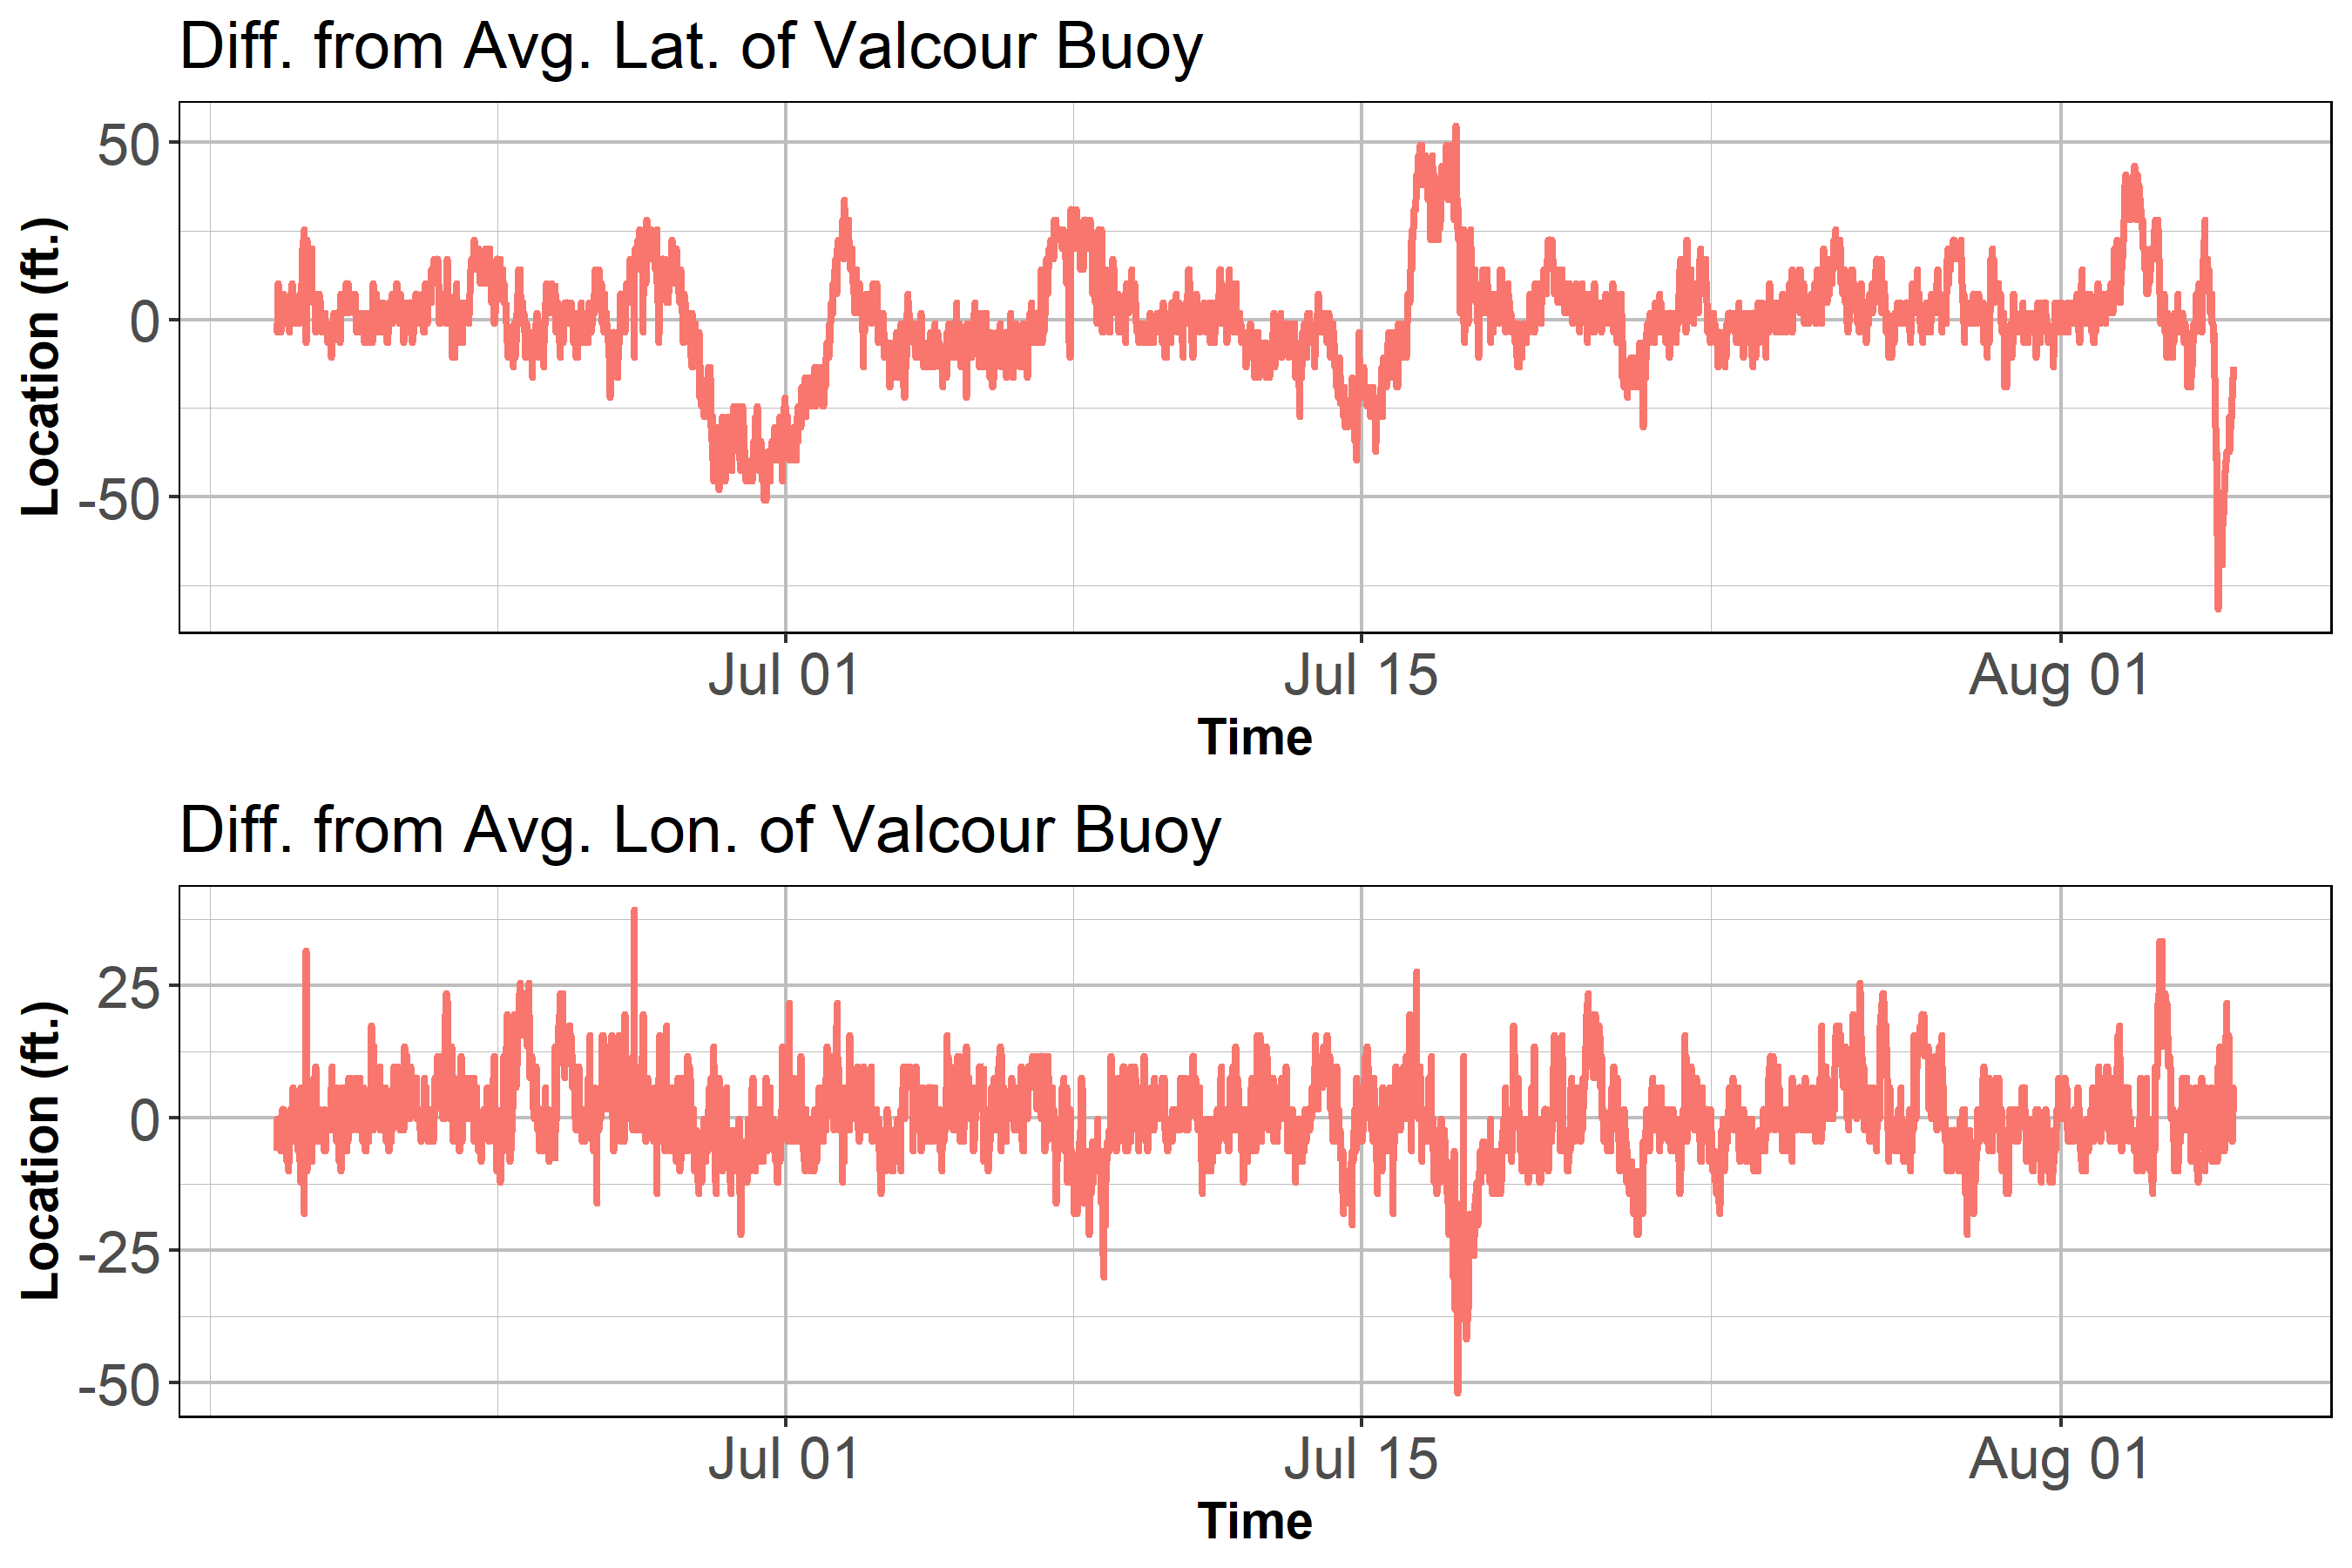 Diff. from Avg. Lat. of Valcour Buoy
Location (ft.)
50
0
-50
Jul 01
Jul 15
Aug 01
Time
Diff. from Avg. Lon. of Valcour Buoy
Location (ft.)
25
0
-25
-50
Jul 01
Jul 15
Aug 01
Time